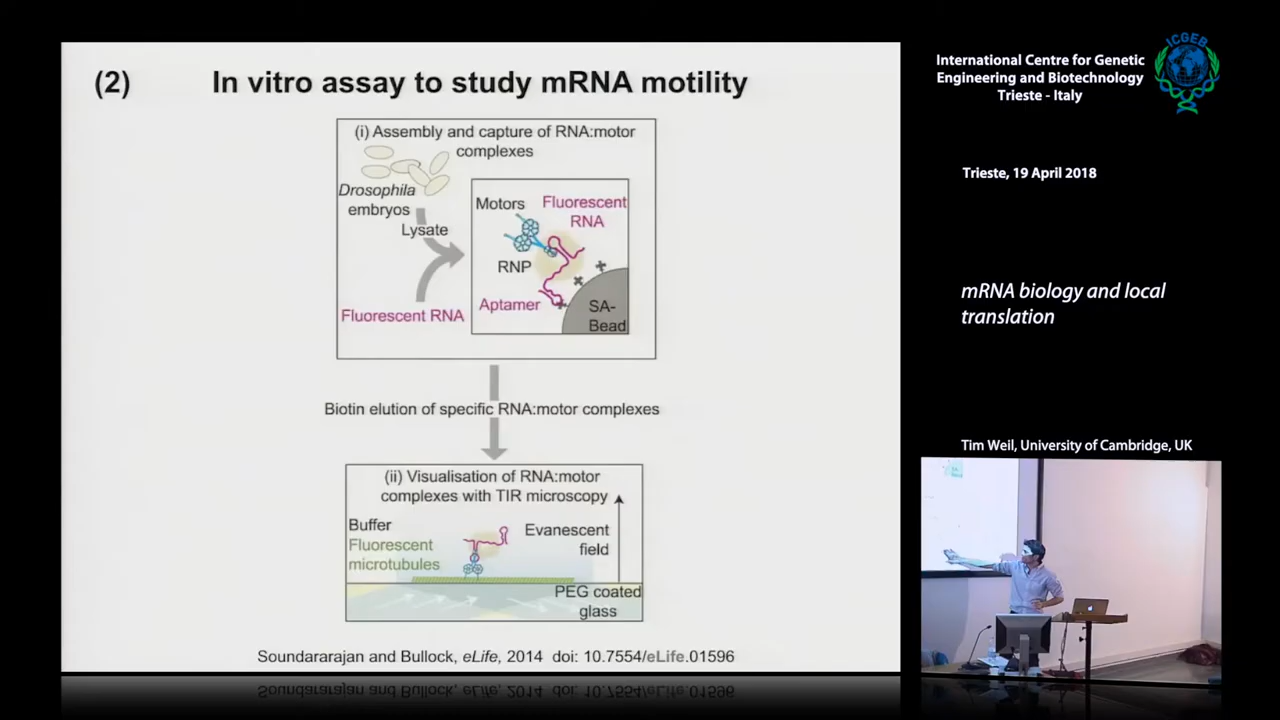 (2) In vitro assay to study mRNA motility
(i) Assembly and capture of RNA:motor
complexes
Drosophila
embryos
Lysate
Fluorescent RNA
Motors
Fluorescent
RNA
RNP
Aptamer
SA-
Bead
Biotin elution of specific RNA:motor complexes
(ii) Visualisation of RNA:motor
complexes with TIR microscopy
Buffer
Fluorescent
microtubules
Evanescent
field
PEG coated
glass
Soundararajan and Bullock, eLife, 2014 doi: 10.7554/eLife.01596
International Centre for Genetic
Engineering and Biotechnology
Trieste - Italy
ICGEB
Trieste, 19 April 2018
mRNA biology and local
translation
Tim Weil, University of Cambridge, UK